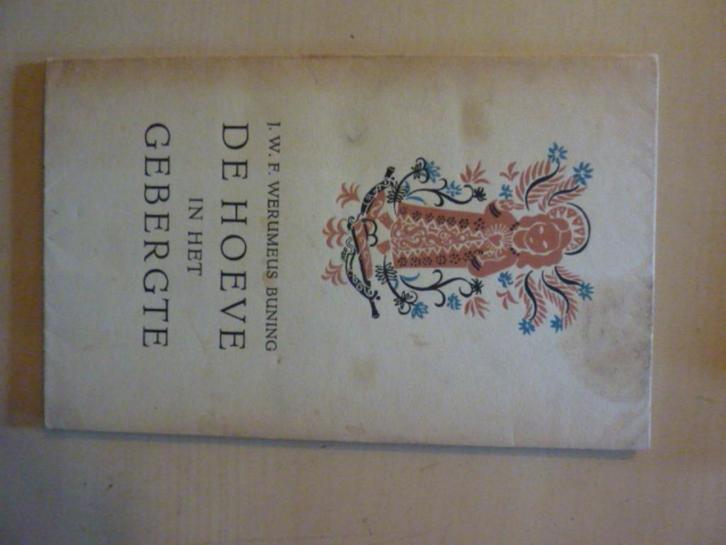 J. W. F. WERUMEUS BUNING
DE HOEVE
IN HET
GEBERGTE